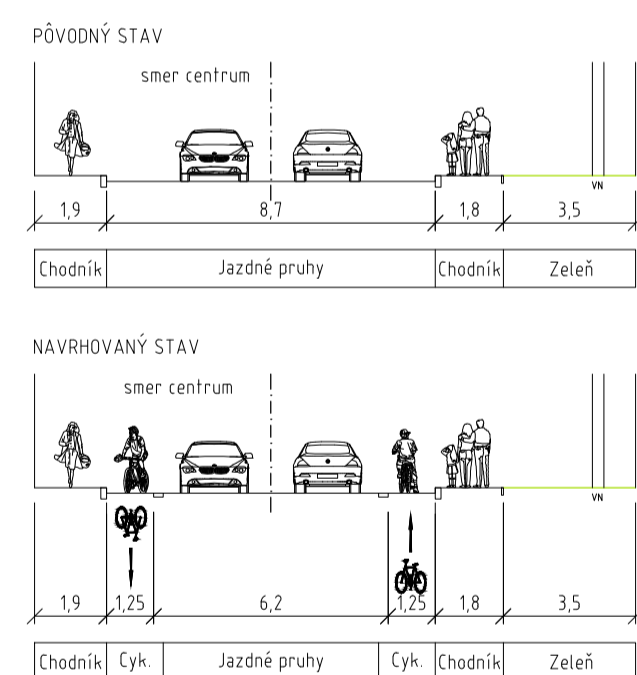 PÔVODNÝ STAV
smer centrum
VN
1,9 8,7 1,8 3,5
Chodník Jazdné pruhy Chodník Zeleň
NAVRHOVANÝ STAV
smer centrum
VN
1,9 1,25 6,2 1,25 1,8 3,5
Chodník Cyk. Jazdné pruhy Cyk. Chodník Zeleň